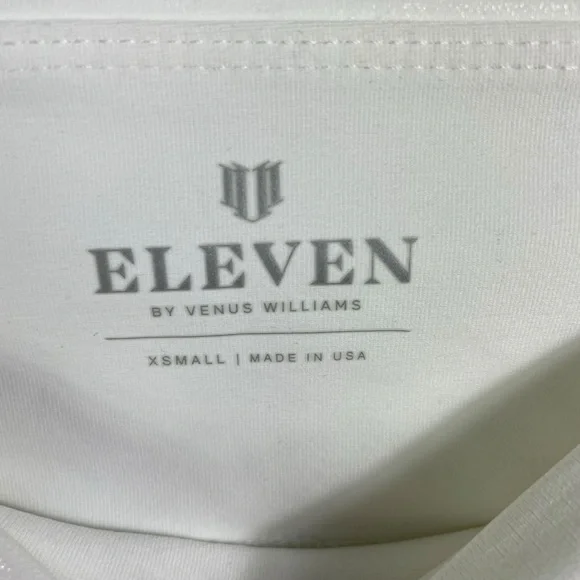 ELEVEN
BY VENUS WILLIAMS
XSMALL | MADE IN USA